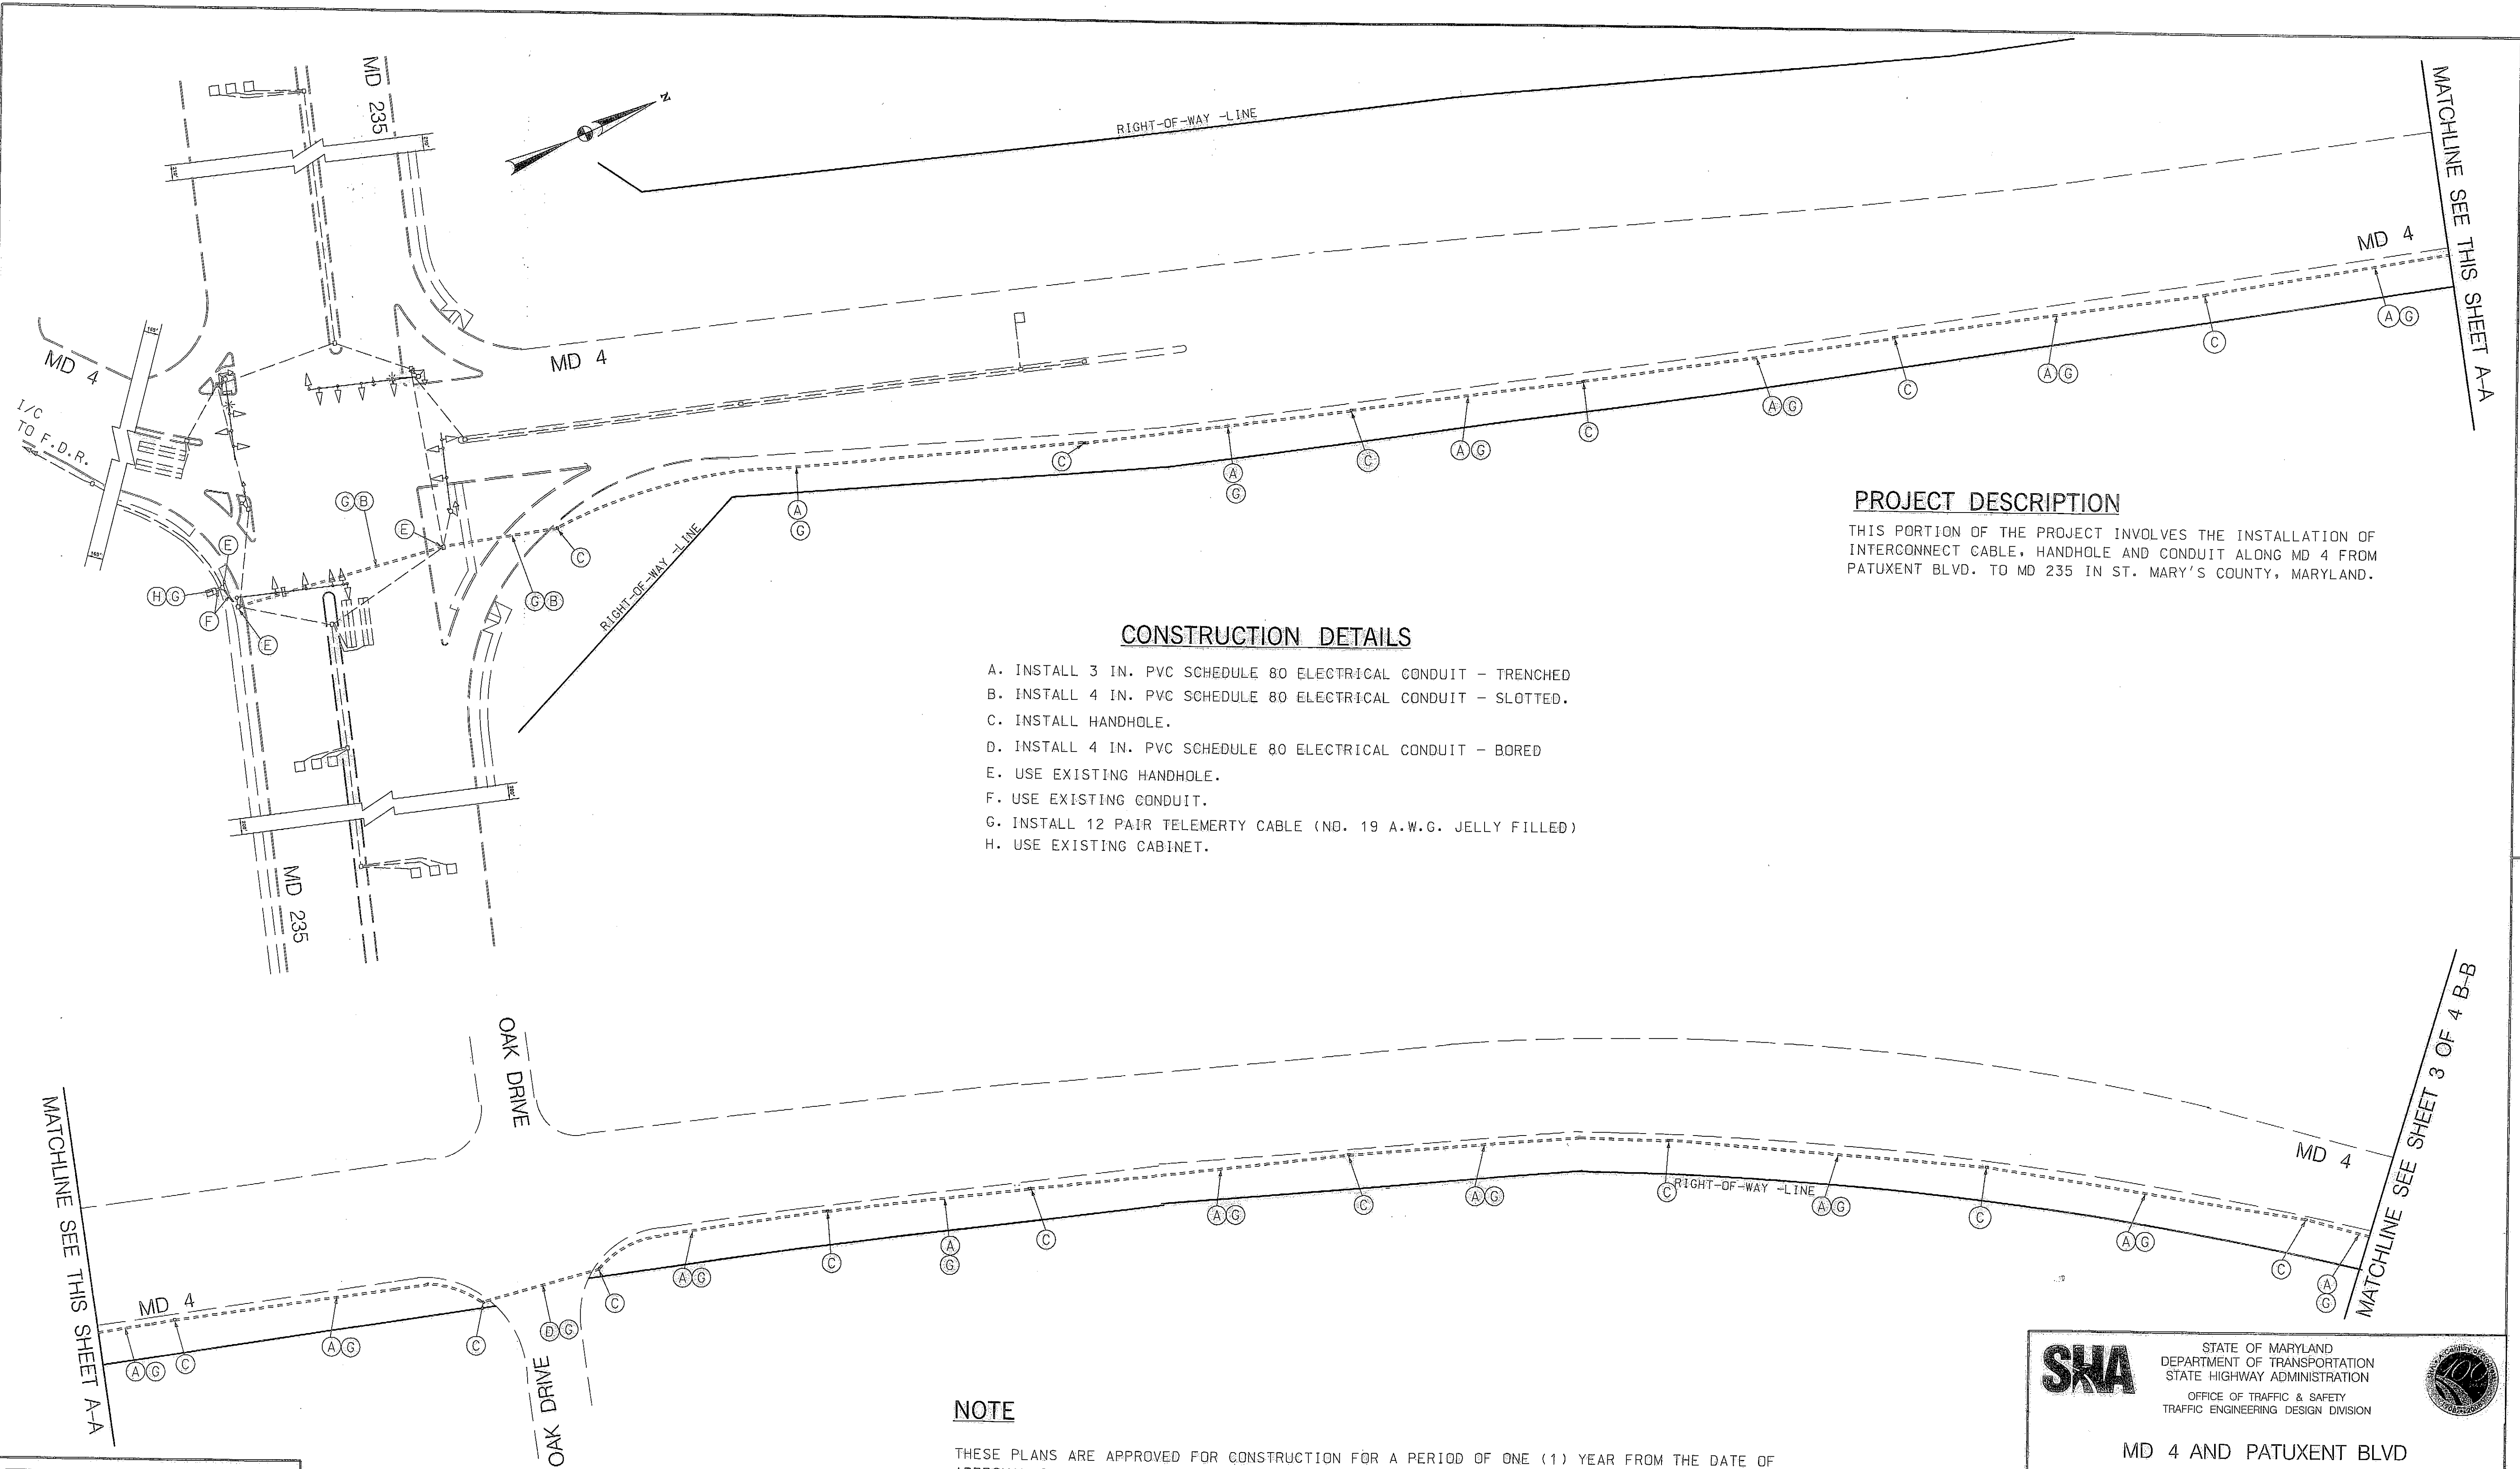 MD 235
N
RIGHT-OF-WAY -LINE
MATCHLINE SEE THIS SHEET A-A
MD 4
MD 4
MD 4
I/C
TO F.D.R.
A G
C
A G
C
A G
C
A G
C
A
G
C
A
G
G B
E
C
G B
E
H G
F
E
RIGHT-OF-WAY -LINE
MD 235
PROJECT DESCRIPTION
THIS PORTION OF THE PROJECT INVOLVES THE INSTALLATION OF
INTERCONNECT CABLE, HANDHOLE AND CONDUIT ALONG MD 4 FROM
PATUXENT BLVD. TO MD 235 IN ST. MARY'S COUNTY, MARYLAND.
CONSTRUCTION DETAILS
A. INSTALL 3 IN. PVC SCHEDULE 80 ELECTRICAL CONDUIT - TRENCHED
B. INSTALL 4 IN. PVC SCHEDULE 80 ELECTRICAL CONDUIT - SLOTTED.
C. INSTALL HANDHOLE.
D. INSTALL 4 IN. PVC SCHEDULE 80 ELECTRICAL CONDUIT - BORED
E. USE EXISTING HANDHOLE.
F. USE EXISTING CONDUIT.
G. INSTALL 12 PAIR TELEMERTY CABLE (NO. 19 A.W.G. JELLY FILLED)
H. USE EXISTING CABINET.
MATCHLINE SEE THIS SHEET A-A
OAK DRIVE
MD 4
A G
C
A G
C
D G
C
OAK DRIVE
A G
C
A
G
C
A G
C
A G
C
RIGHT-OF-WAY -LINE
A G
C
A G
C
A
G
MD 4
MATCHLINE SEE SHEET 3 OF 4 B-B
NOTE
THESE PLANS ARE APPROVED FOR CONSTRUCTION FOR A PERIOD OF ONE (1) YEAR FROM THE DATE OF
SHA
STATE OF MARYLAND
DEPARTMENT OF TRANSPORTATION
STATE HIGHWAY ADMINISTRATION
OFFICE OF TRAFFIC & SAFETY
TRAFFIC ENGINEERING DESIGN DIVISION
100
MD 4 AND PATUXENT BLVD